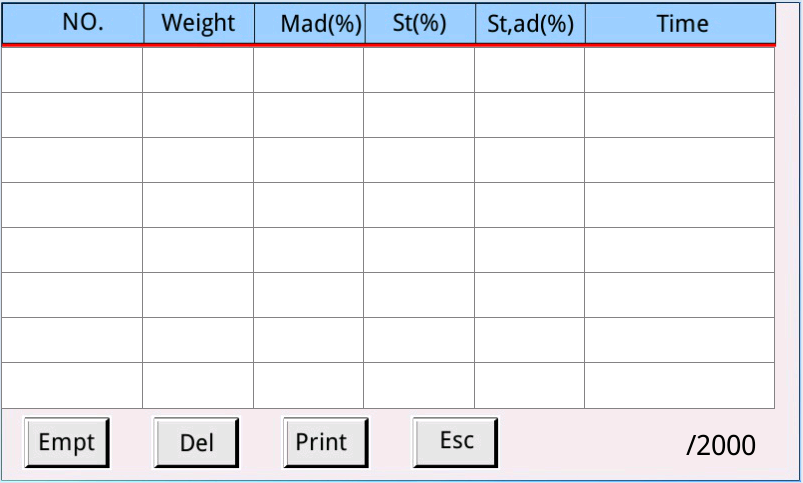 NO. Weight Mad(%) St(%) St,ad(%) Time
Empt Del Print Esc /2000